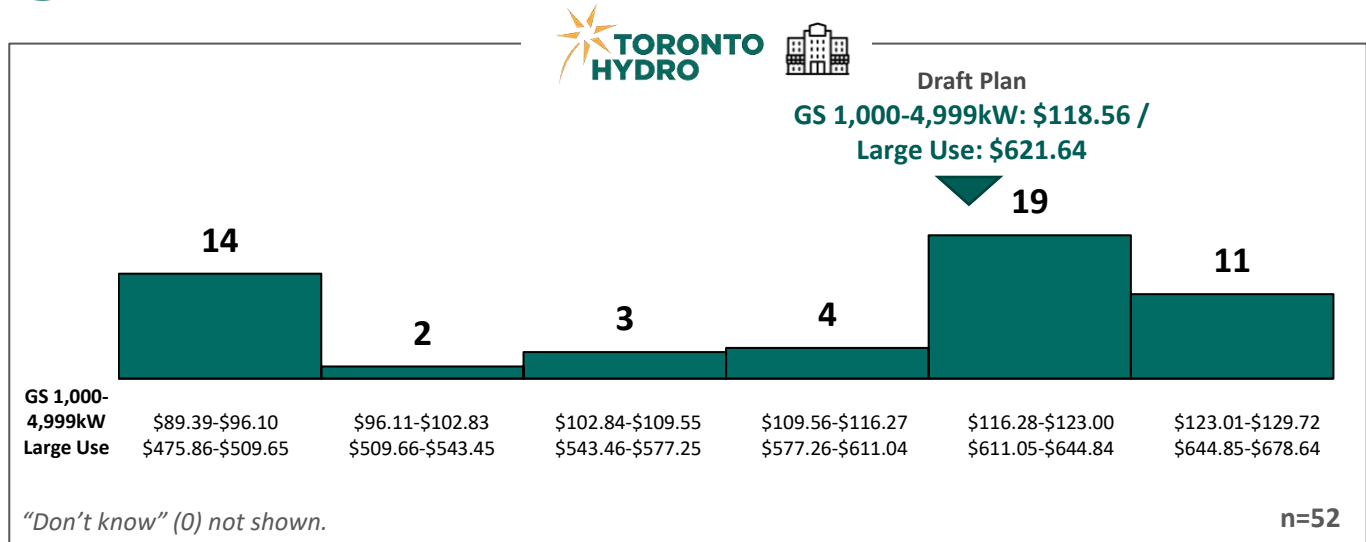 TORONTO
HYDRO
Draft Plan
GS 1,000-4,999kW: $118.56 /
Large Use: $621.64
14
2
3
4
19
11
GS 1,000-
4,999kW $89.39-$96.10 $96.11-$102.83 $102.84-$109.55 $109.56-$116.27 $116.28-$123.00 $123.01-$129.72
Large Use $475.86-$509.65 $509.66-$543.45 $543.46-$577.25 $577.26-$611.04 $611.05-$644.84 $644.85-$678.64
"Don't know" (0) not shown.
n=52